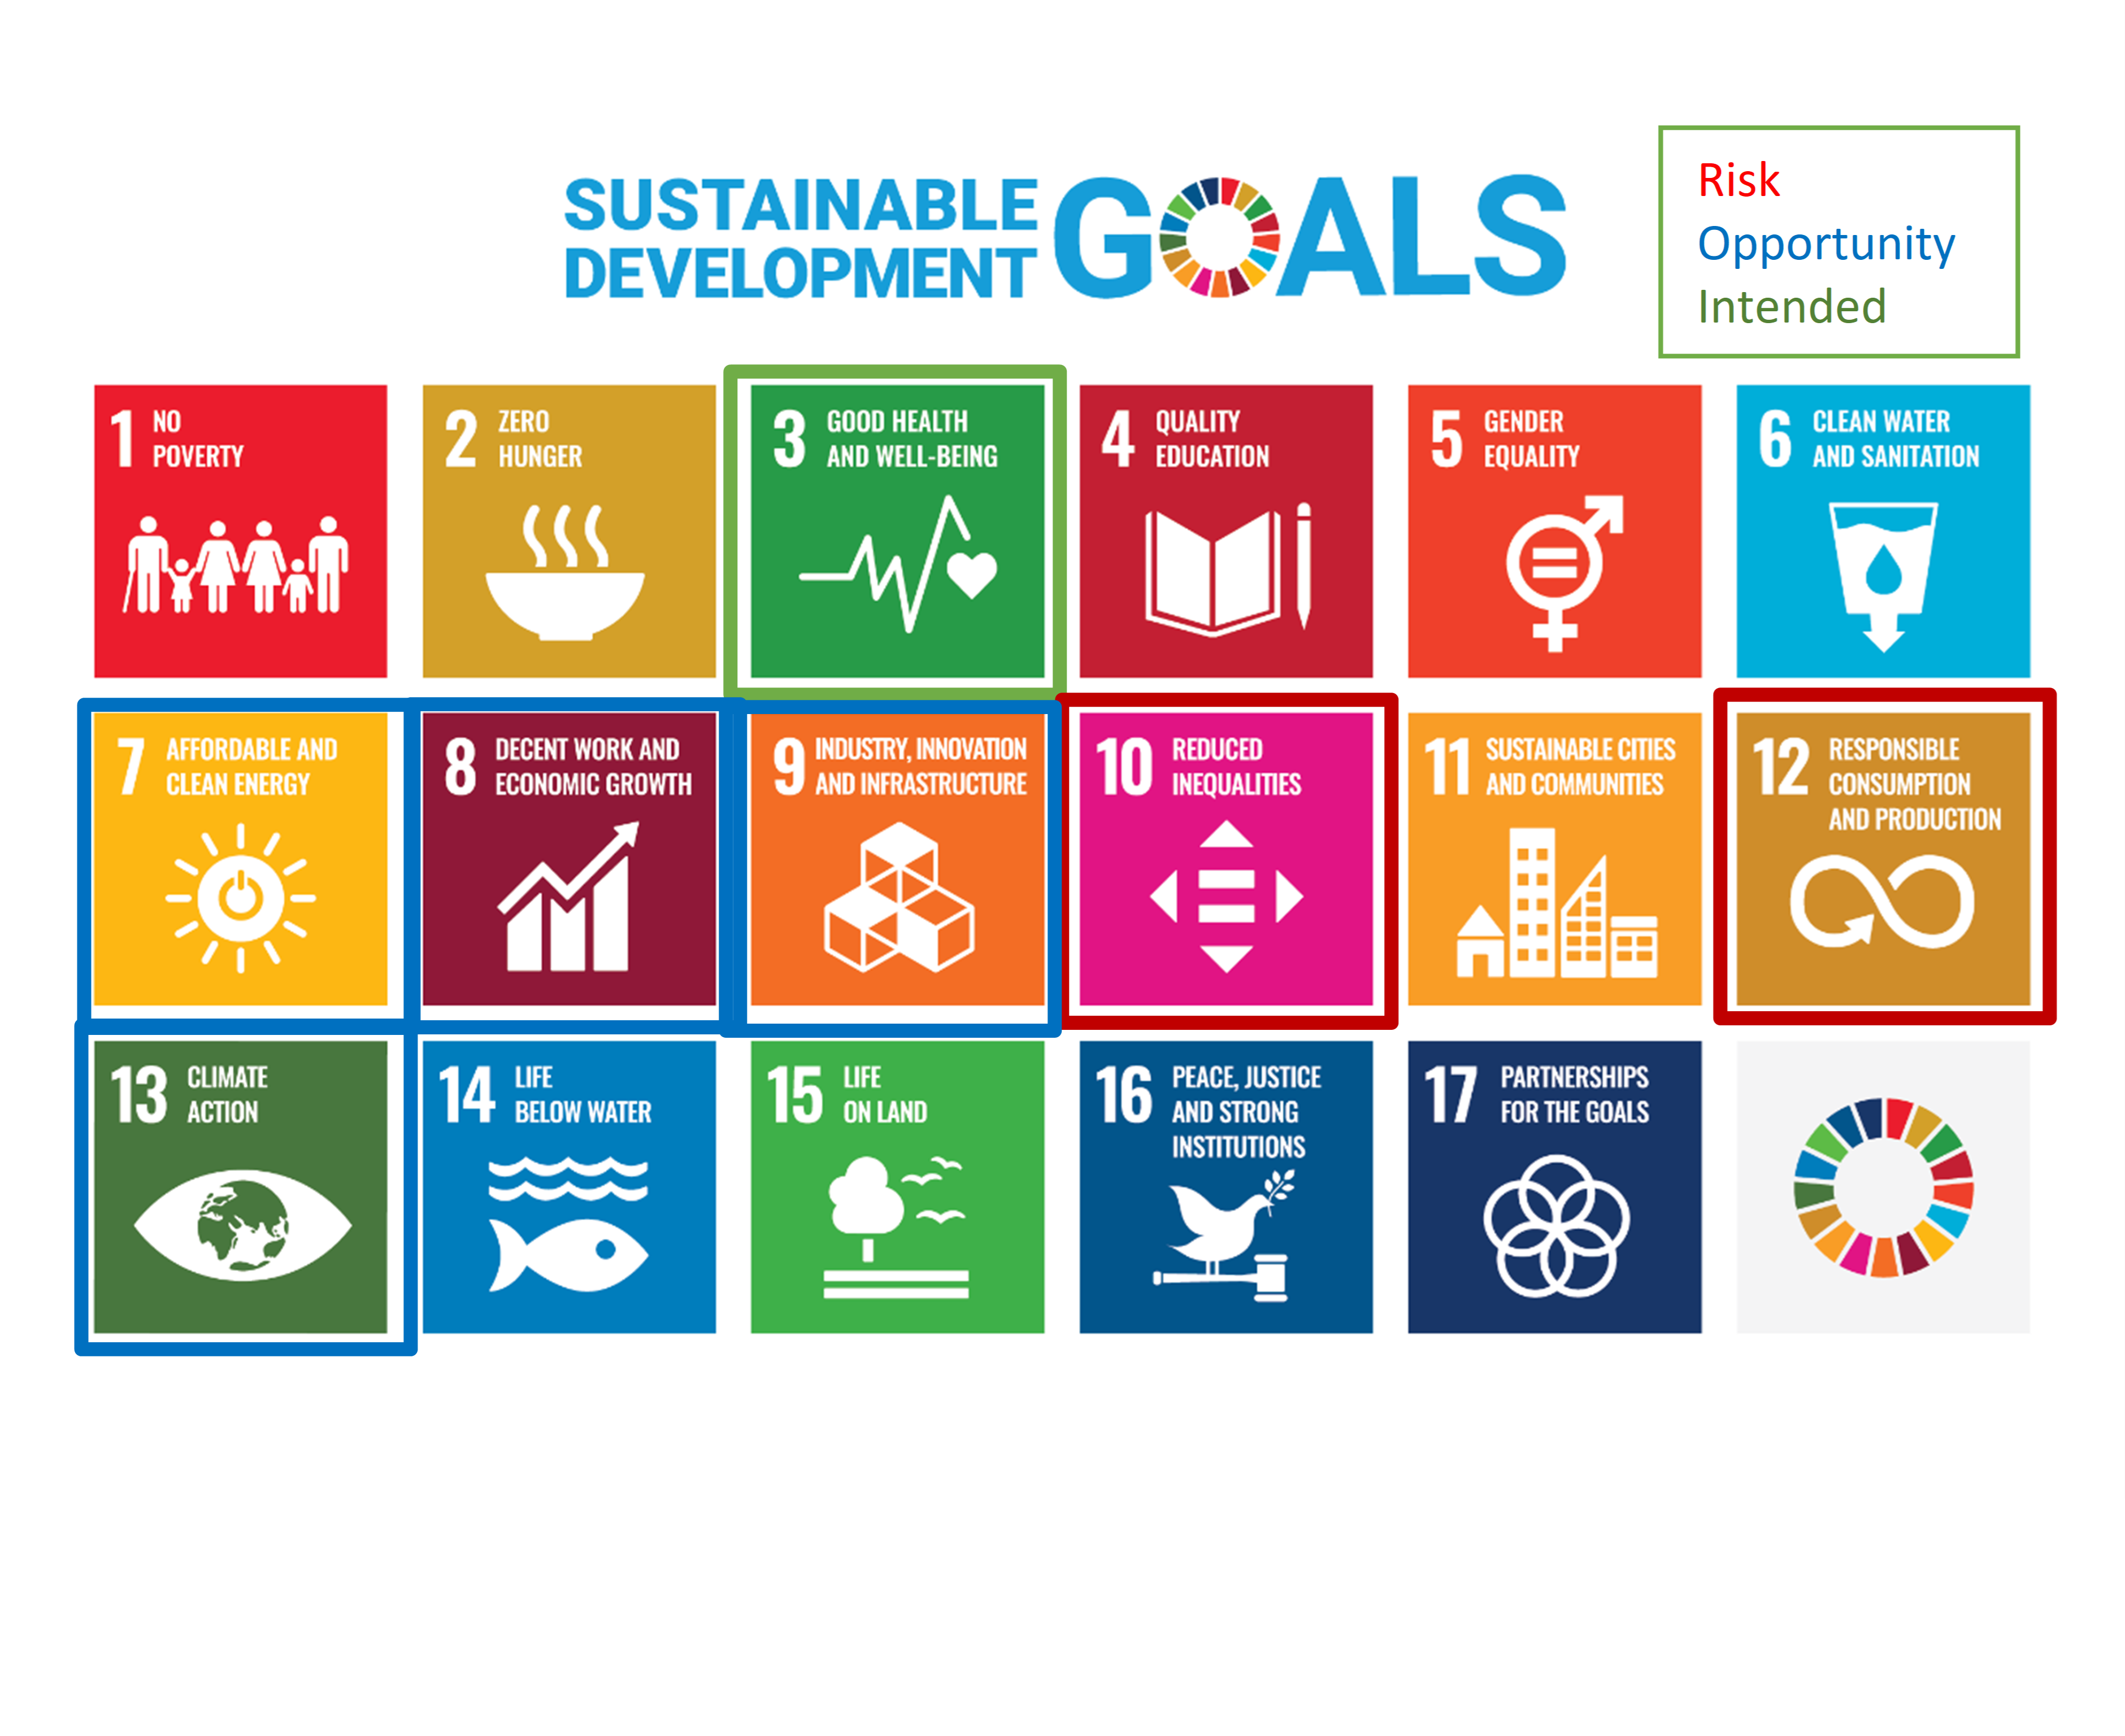 SUSTAINABLE
DEVELOPMENT
GOALS
Risk
Opportunity
Intended
1 NO
POVERTY
2 ZERO
HUNGER
3 GOOD HEALTH
AND WELL-BEING
4 QUALITY
EDUCATION
5 GENDER
EQUALITY
6 CLEAN WATER
AND SANITATION
7 AFFORDABLE AND
CLEAN ENERGY
8 DECENT WORK AND
ECONOMIC GROWTH
9 INDUSTRY, INNOVATION
AND INFRASTRUCTURE
10 REDUCED
INEQUALITIES
11 SUSTAINABLE CITIES
AND COMMUNITIES
12 RESPONSIBLE
CONSUMPTION
AND PRODUCTION
13 CLIMATE
ACTION
14 LIFE
BELOW WATER
15 LIFE
ON LAND
16 PEACE, JUSTICE
AND STRONG
INSTITUTIONS
17 PARTNERSHIPS
FOR THE GOALS